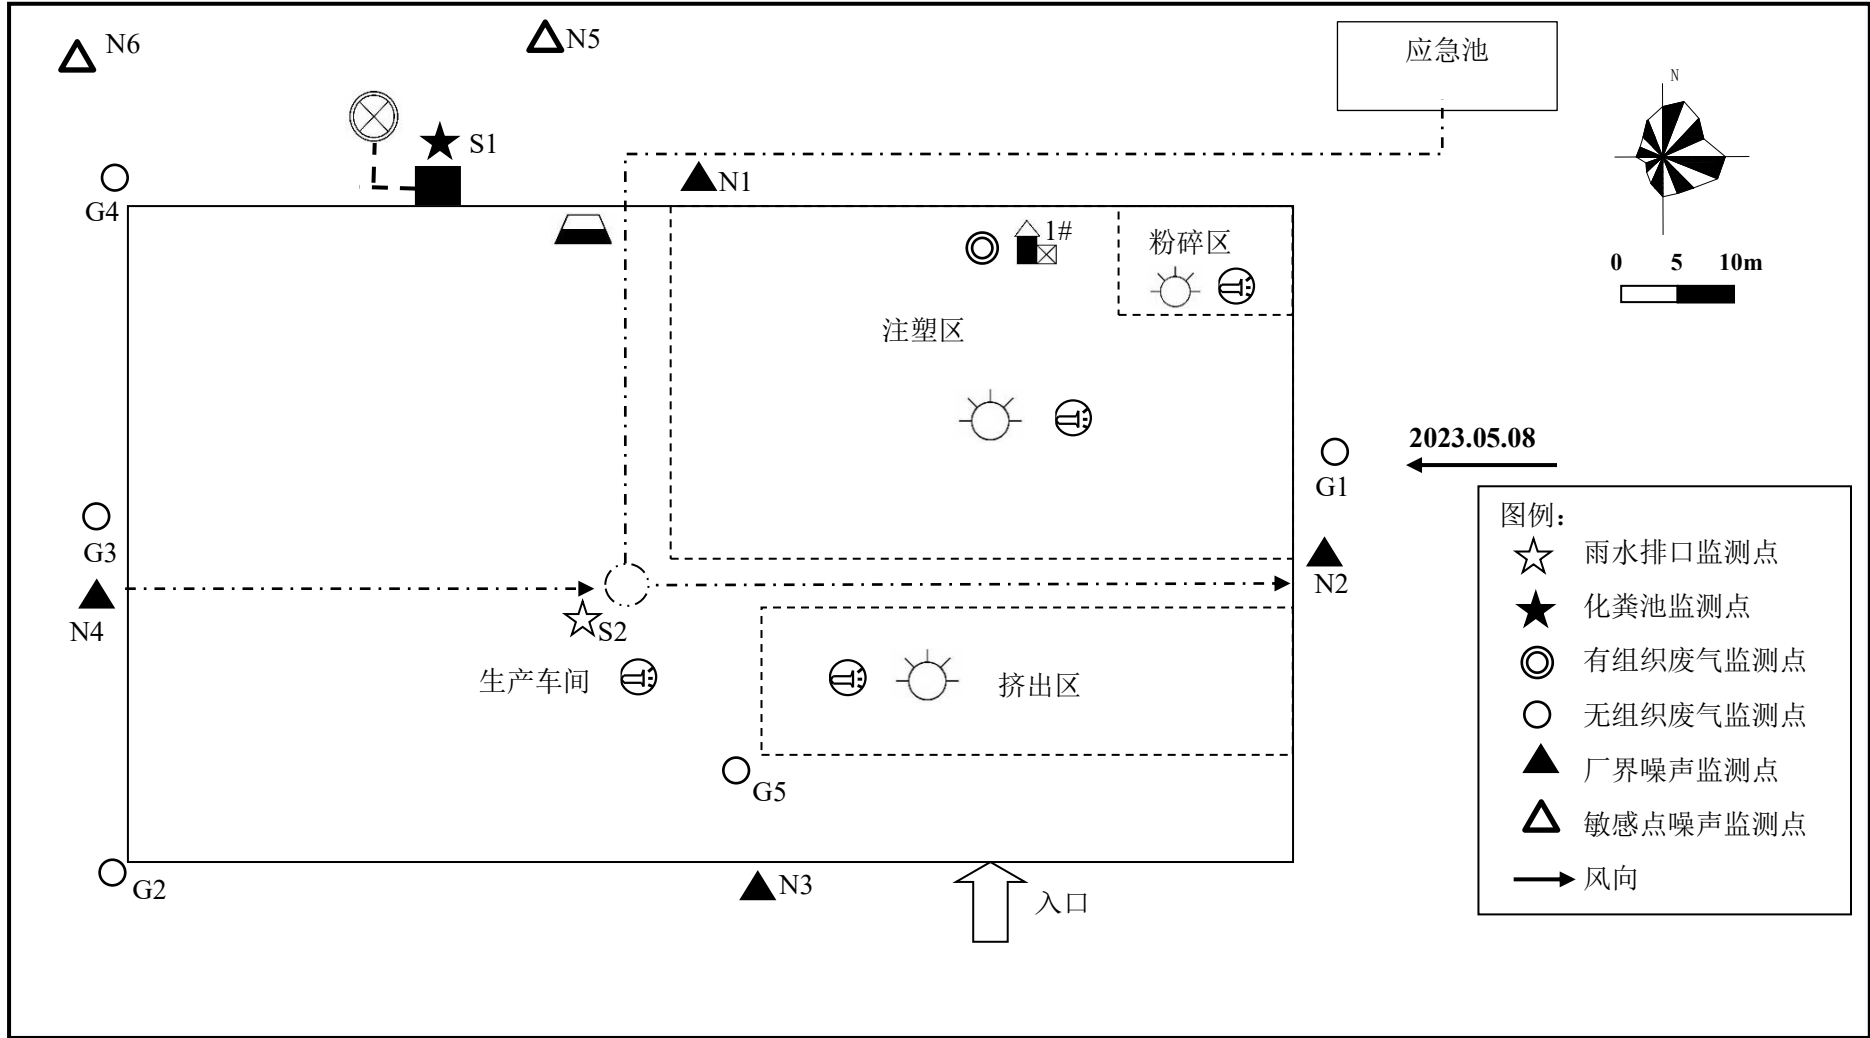 N6
N5
应急池
N
S1
N1
G4
1#
粉碎区
0 5 10m
注塑区
2023.05.08
G1
G3
N2
N4
S2
生产车间
挤出区
G5
G2
N3
入口
图例：
雨水排口监测点
化粪池监测点
有组织废气监测点
无组织废气监测点
厂界噪声监测点
敏感点噪声监测点
风向